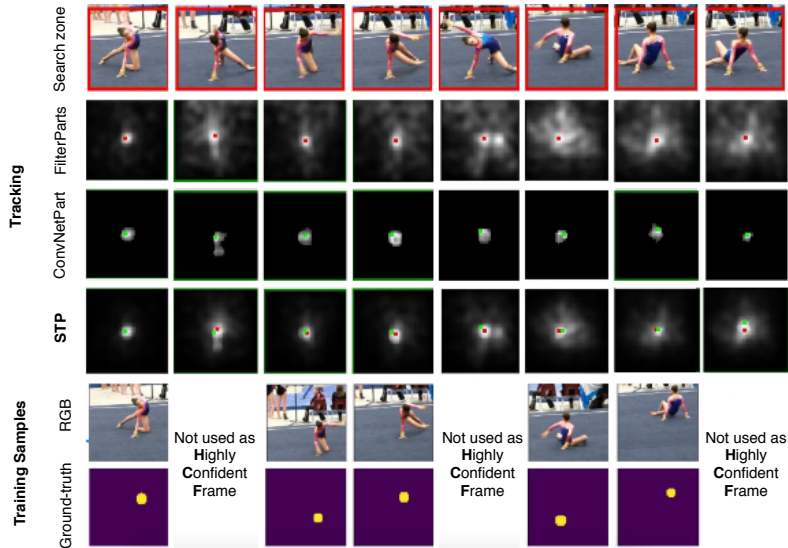 Tracking
Search zone
FilterParts
ConvNetPart
STP
Training Samples
RGB
Ground-truth
Not used as
Highly
Confident
Frame
Not used as
Highly
Confident
Frame
Not used as
Highly
Confident
Frame